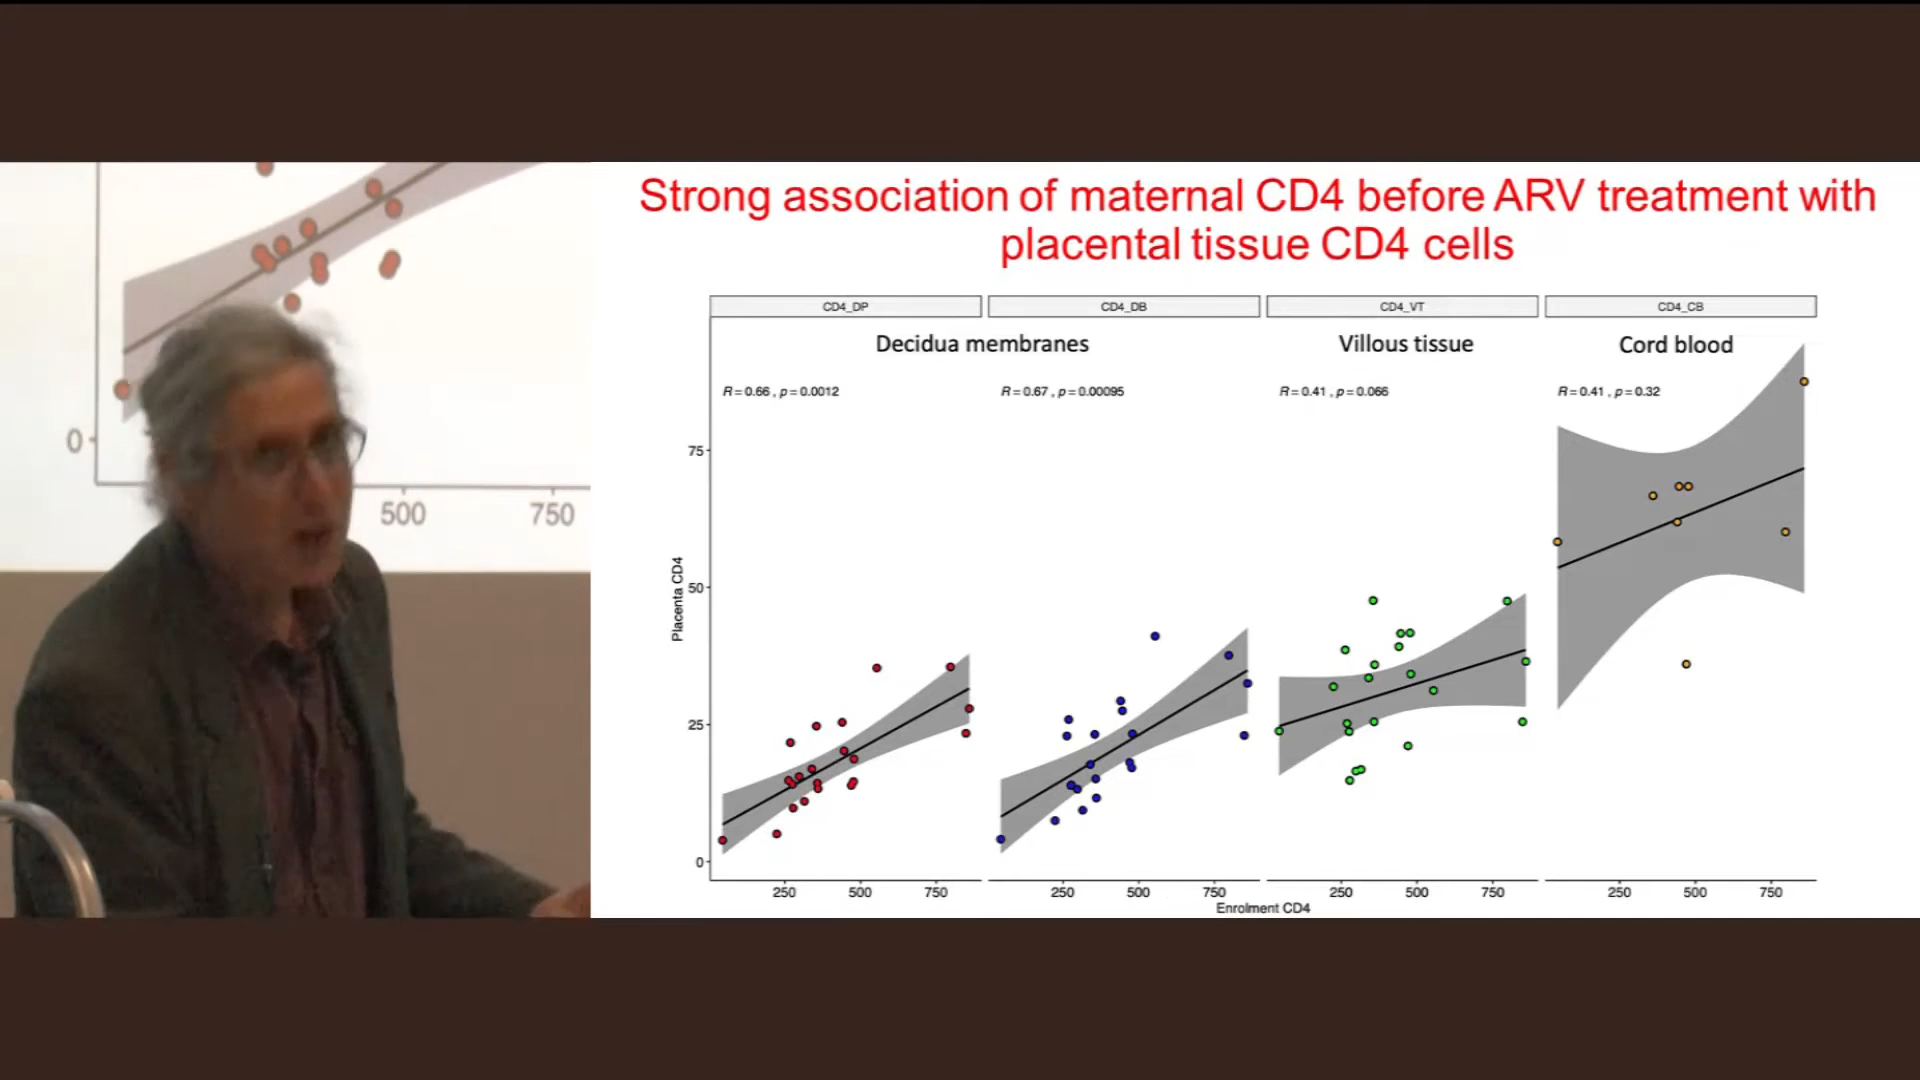 Strong association of maternal CD4 before ARV treatment with
placental tissue CD4 cells
CD4_DP
CD4_DB
CD4_VT
CD4_CB
Decidua membranes
Villous tissue
Cord blood
R = 0.66 , p = 0.0012
R = 0.67 , p = 0.00095
R = 0.41 , p = 0.066
R = 0.41 , p = 0.32
Placenta CD4
75
50
25
0
250 500 750
250 500 750
250 500 750
250 500 750
Enrolment CD4
0
500 750